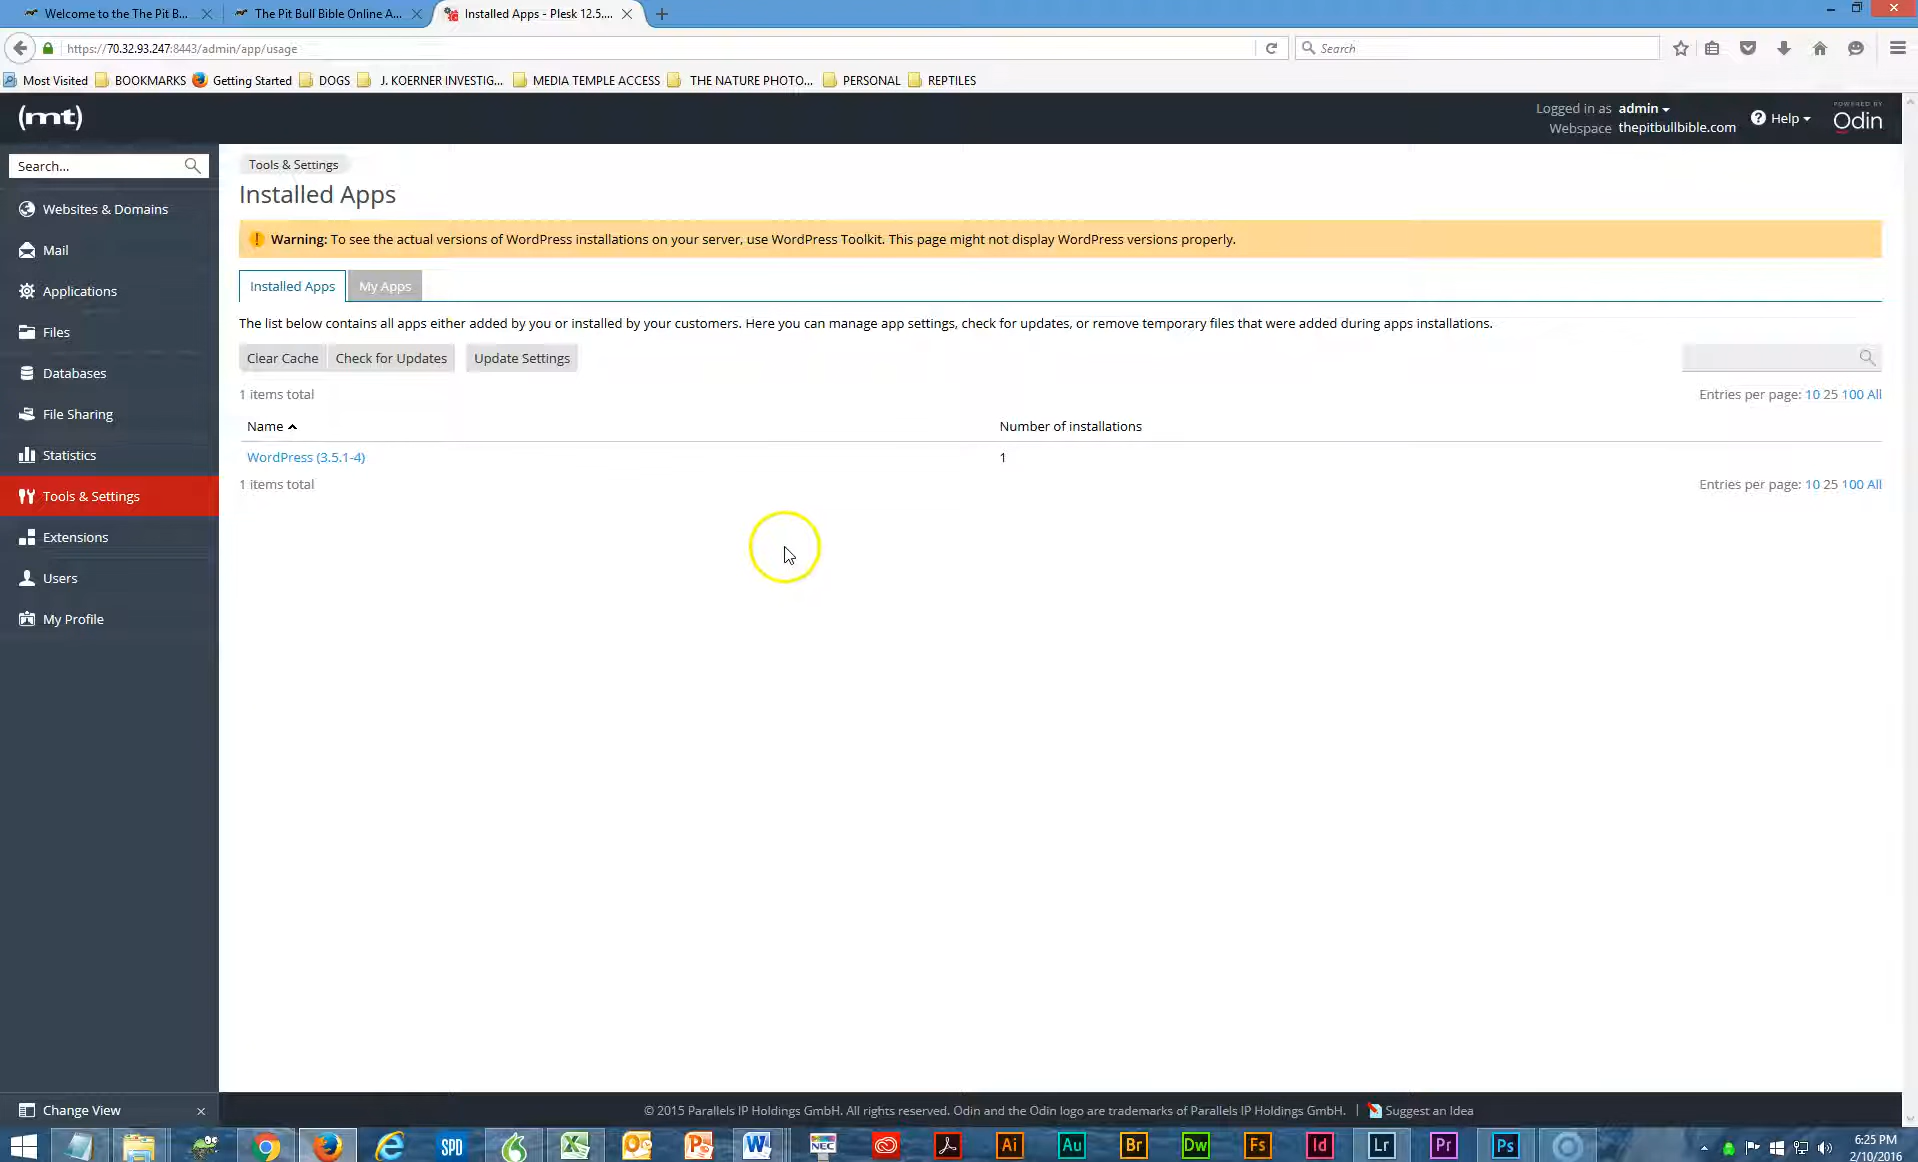 Welcome to the The Pit B...
The Pit Bull Bible Online A...
Installed Apps - Plesk 12.5....
https://70.32.93.247:8443/admin/app/usage
Search
Most Visited
BOOKMARKS
Getting Started
DOGS
J. KOERNER INVESTIG...
MEDIA TEMPLE ACCESS
THE NATURE PHOTO...
PERSONAL
REPTILES
(mt)
Logged in as admin
Webspace thepitbullbible.com
Help
POWERED BY
Odin
Search...
Websites & Domains
Mail
Applications
Files
Databases
File Sharing
Statistics
Tools & Settings
Extensions
Users
My Profile
Change View
Tools & Settings
Installed Apps
Warning: To see the actual versions of WordPress installations on your server, use WordPress Toolkit. This page might not display WordPress versions properly.
Installed Apps
My Apps
The list below contains all apps either added by you or installed by your customers. Here you can manage app settings, check for updates, or remove temporary files that were added during apps installations.
Clear Cache
Check for Updates
Update Settings
1 items total
Entries per page: 10 25 100 All
Name
Number of installations
WordPress (3.5.1-4)
1
1 items total
Entries per page: 10 25 100 All
© 2015 Parallels IP Holdings GmbH. All rights reserved. Odin and the Odin logo are trademarks of Parallels IP Holdings GmbH. |
Suggest an Idea
SPD
NEC
Ai
Au
Br
Dw
Fs
Id
Lr
Pr
Ps
6:25 PM
2/10/2016